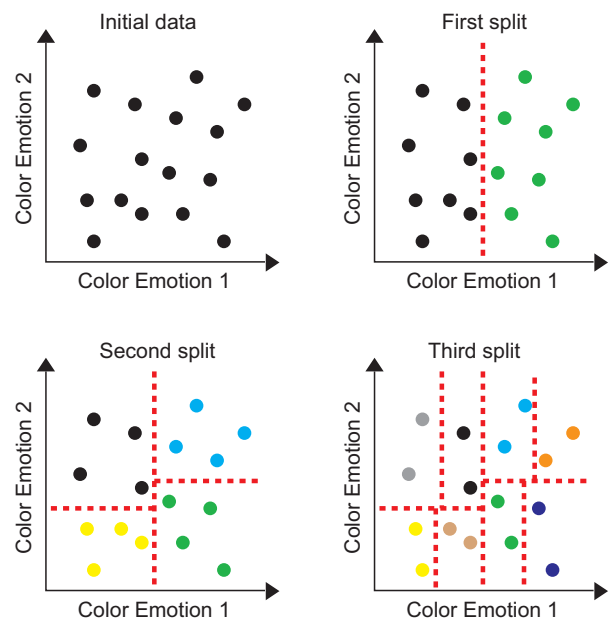 Initial data
Color Emotion 2
Color Emotion 1
First split
Color Emotion 2
Color Emotion 1
Second split
Color Emotion 2
Color Emotion 1
Third split
Color Emotion 2
Color Emotion 1